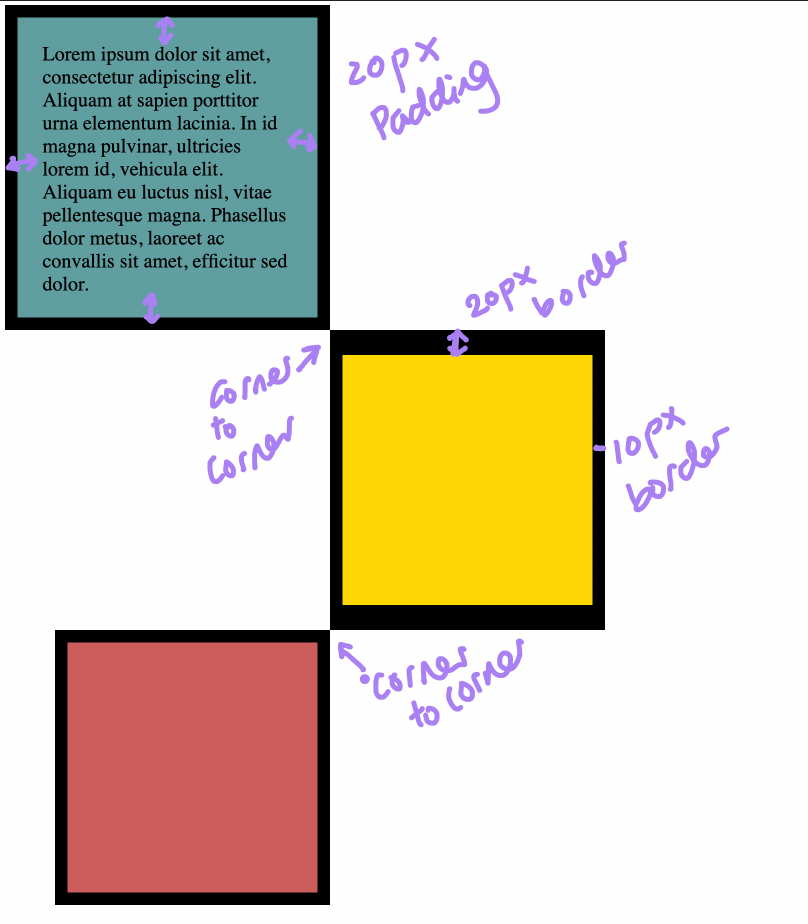 Lorem ipsum dolor sit amet,
consectetur adipiscing elit.
Aliquam at sapien porttitor
urna elementum lacinia. In id
magna pulvinar, ultricies
lorem id, vehicula elit.
Aliquam eu luctus nisl, vitae
pellentesque magna. Phasellus
dolor metus, laoreet ac
convallis sit amet, efficitur sed
dolor.
20px
Padding
20px border
Corner
to
Corner
10px
border
Corner
to Corner